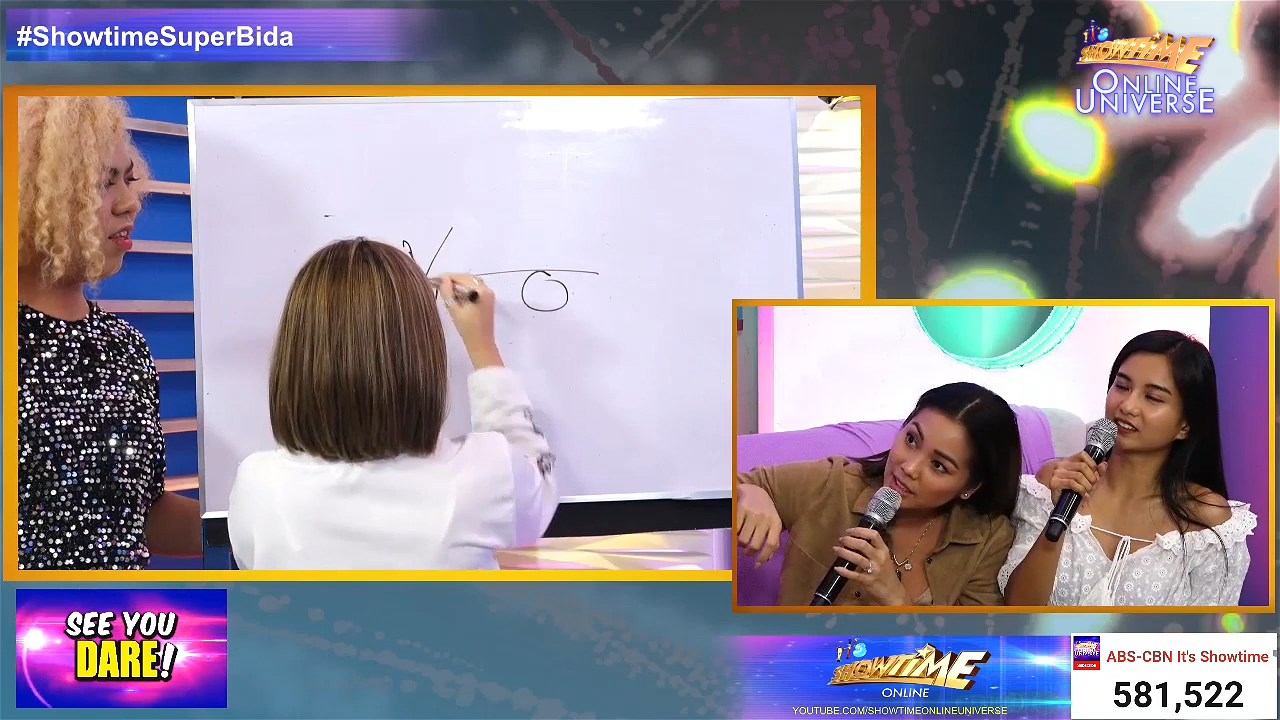 #ShowtimeSuperBida
IT'S
SHOWTIME
ONLINE
UNIVERSE
SEE YOU
DARE!
IT'S
SHOWTIME
ONLINE
YOUTUBE.COM/SHOWTIMEONLINEUNIVERSE
ABS-CBN It's Showtime
581,522